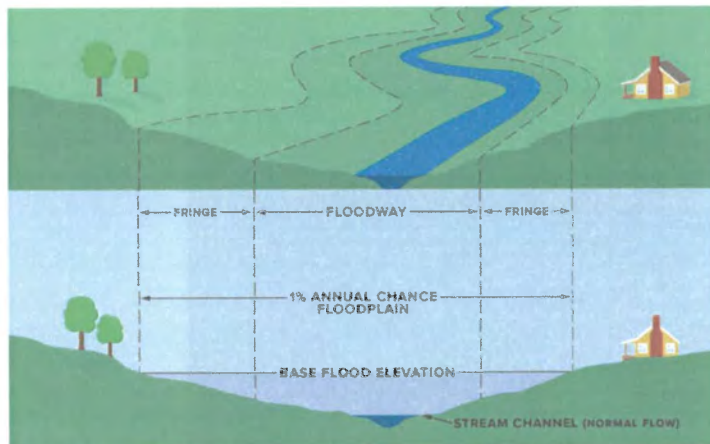 FRINGE FLOODWAY FRINGE
1% ANNUAL CHANCE
FLOODPLAIN
BASE FLOOD ELEVATION
STREAM CHANNEL (NORMAL FLOW)